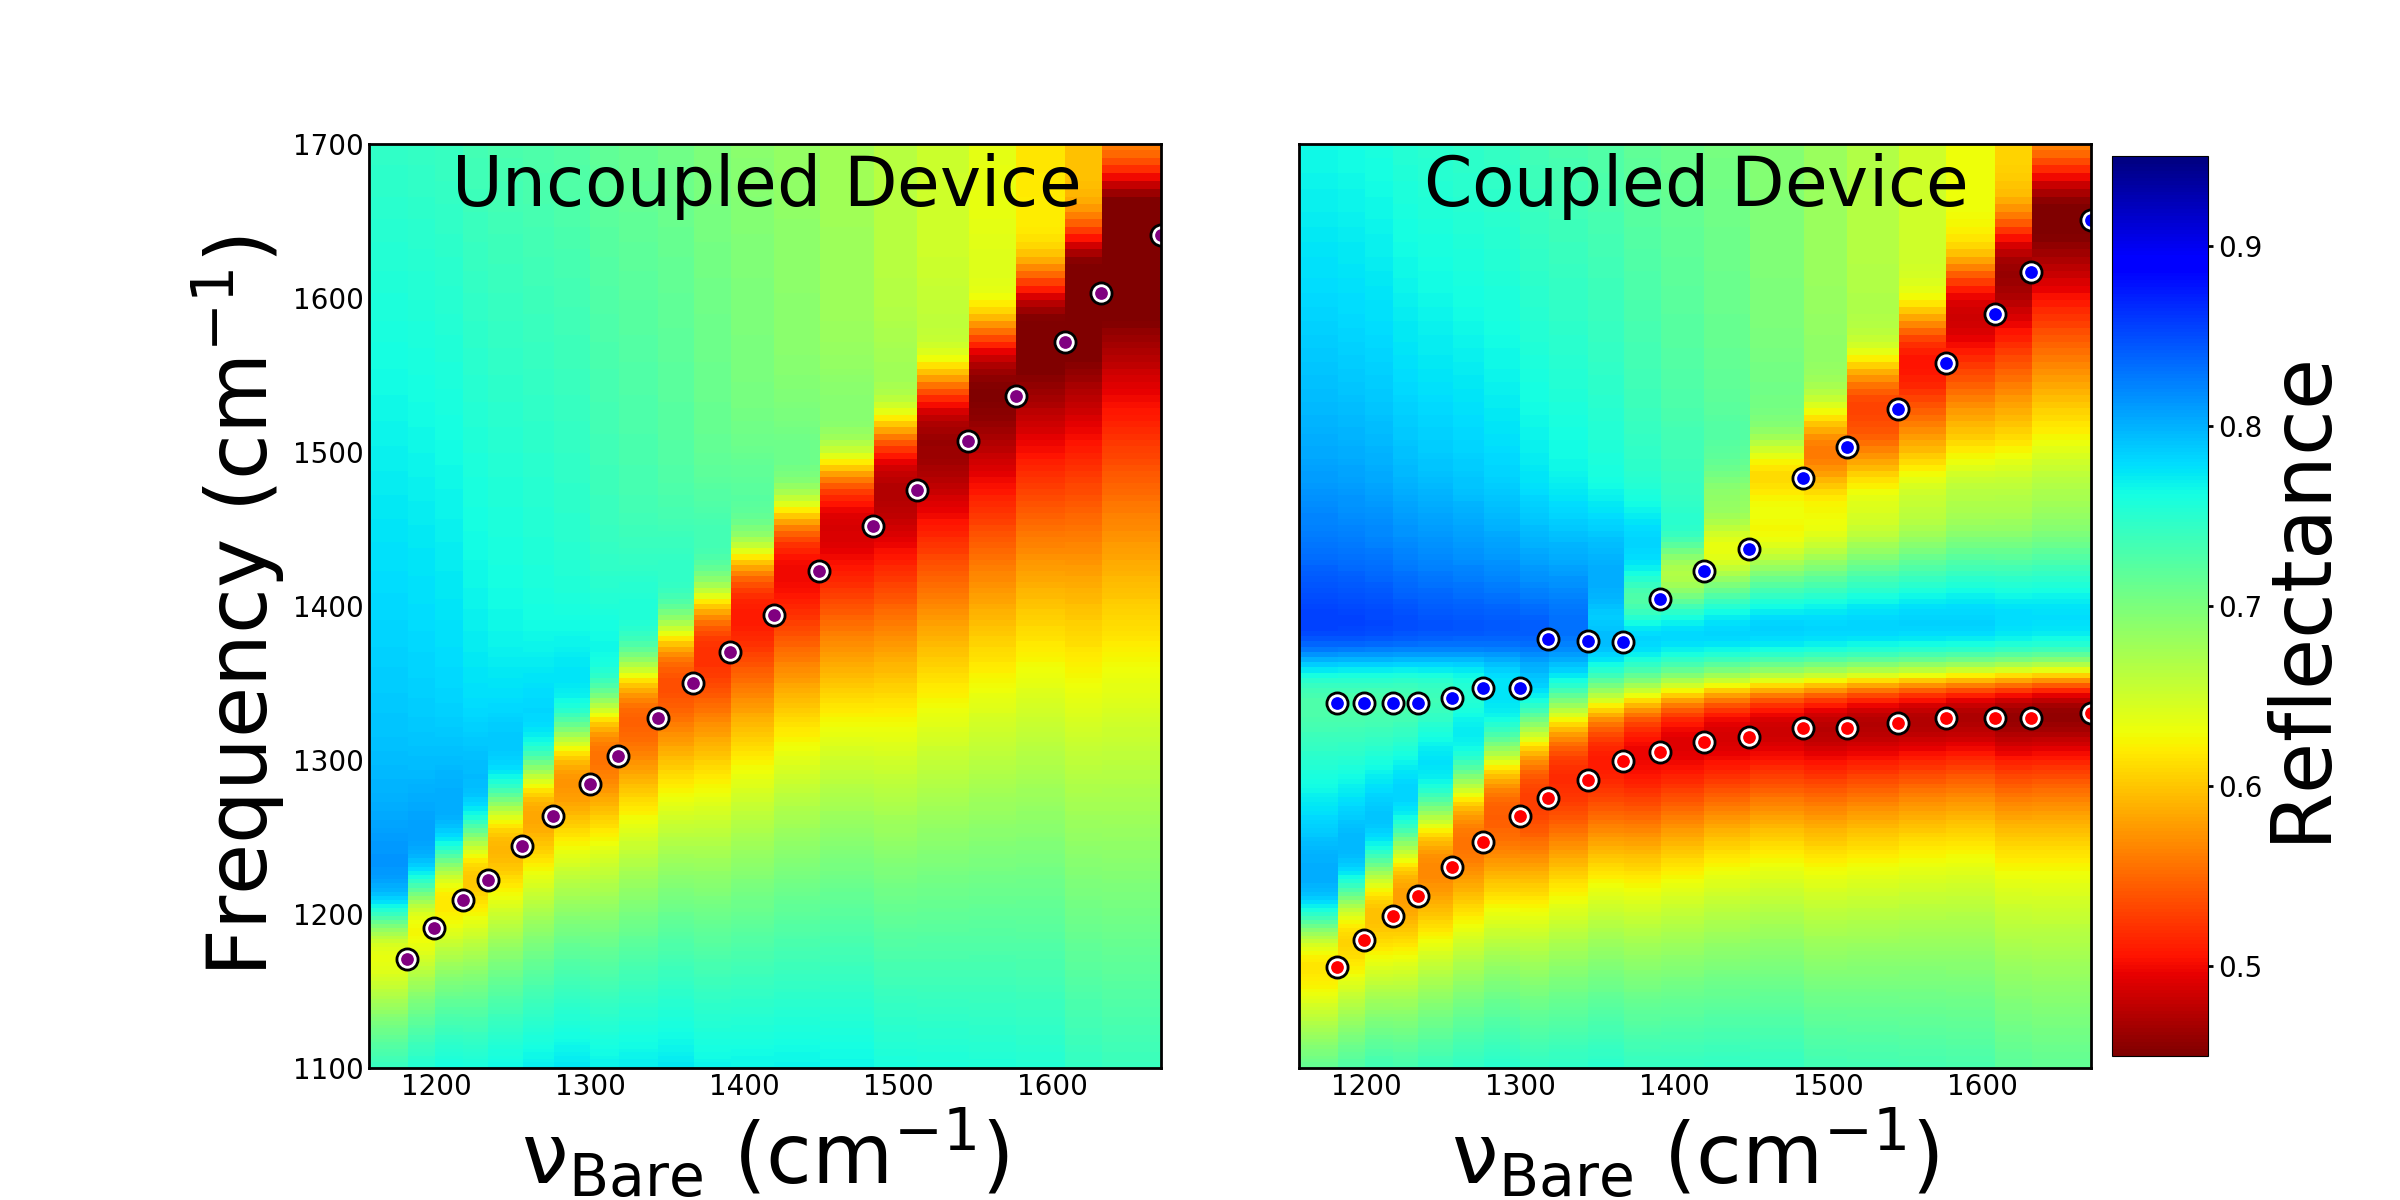 Uncoupled Device
Frequency (cm⁻¹)
1700
1600
1500
1400
1300
1200
1100
1200 1300 1400 1500 1600
ν_Bare (cm⁻¹)
Coupled Device
1200 1300 1400 1500 1600
ν_Bare (cm⁻¹)
0.9
0.8
0.7
0.6
0.5
Reflectance